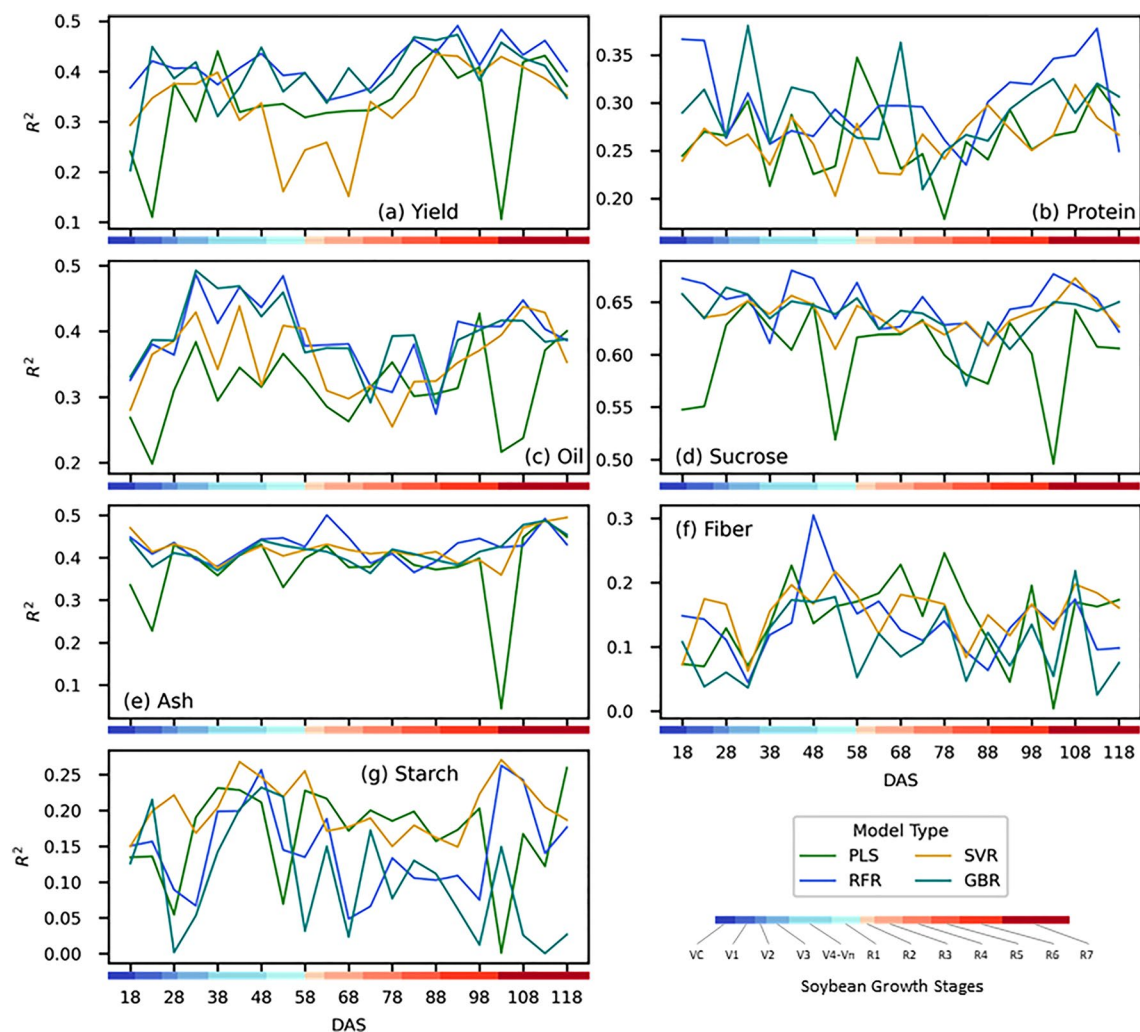 0.5
0.4
0.3
0.2
0.1
R²
(a) Yield
0.35
0.30
0.25
0.20
(b) Protein
0.5
0.4
0.3
0.2
R²
(c) Oil
0.65
0.60
0.55
0.50
(d) Sucrose
0.5
0.4
0.3
0.2
0.1
R²
(e) Ash
0.3
0.2
0.1
0.0
(f) Fiber
18 28 38 48 58 68 78 88 98 108 118
DAS
0.25
0.20
0.15
0.10
0.05
0.00
R²
(g) Starch
18 28 38 48 58 68 78 88 98 108 118
DAS
Model Type
PLS SVR
RFR GBR
VC V1 V2 V3 V4-Vn R1 R2 R3 R4 R5 R6 R7
Soybean Growth Stages